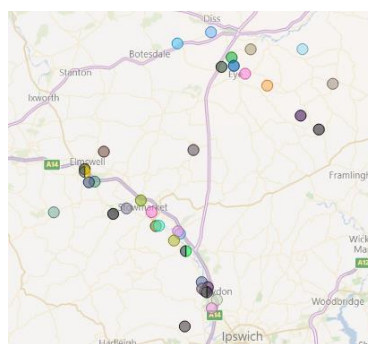 Diss
Botesdale
Stanton
Eye
Ixworth
A14
Elmswell
Framlingh
Stowmarket
Wick
Ma
A12
Woodbridge
A14
Ipswich
Hadleigh